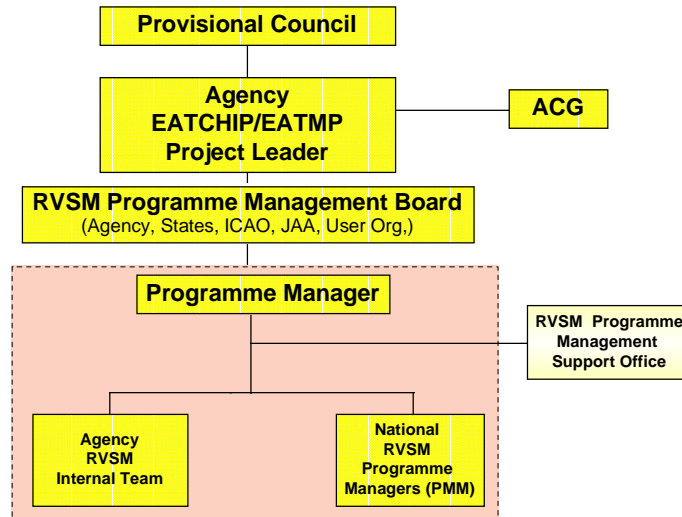 Provisional Council
Agency
EATCHIP/EATMP
Project Leader
ACG
RVSM Programme Management Board
(Agency, States, ICAO, JAA, User Org,)
Programme Manager
RVSM Programme
Management
Support Office
Agency
RVSM
Internal Team
National
RVSM
Programme
Managers (PMM)